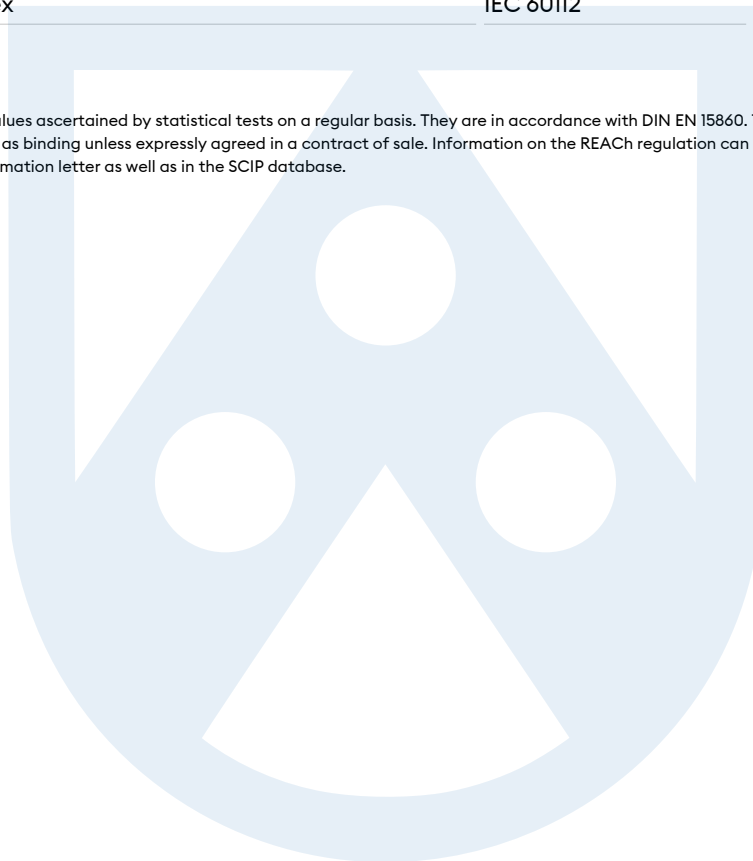 ex IEC 60112
lues ascertained by statistical tests on a regular basis. They are in accordance with DIN EN 15860.
as binding unless expressly agreed in a contract of sale. Information on the REACh regulation can
mation letter as well as in the SCIP database.